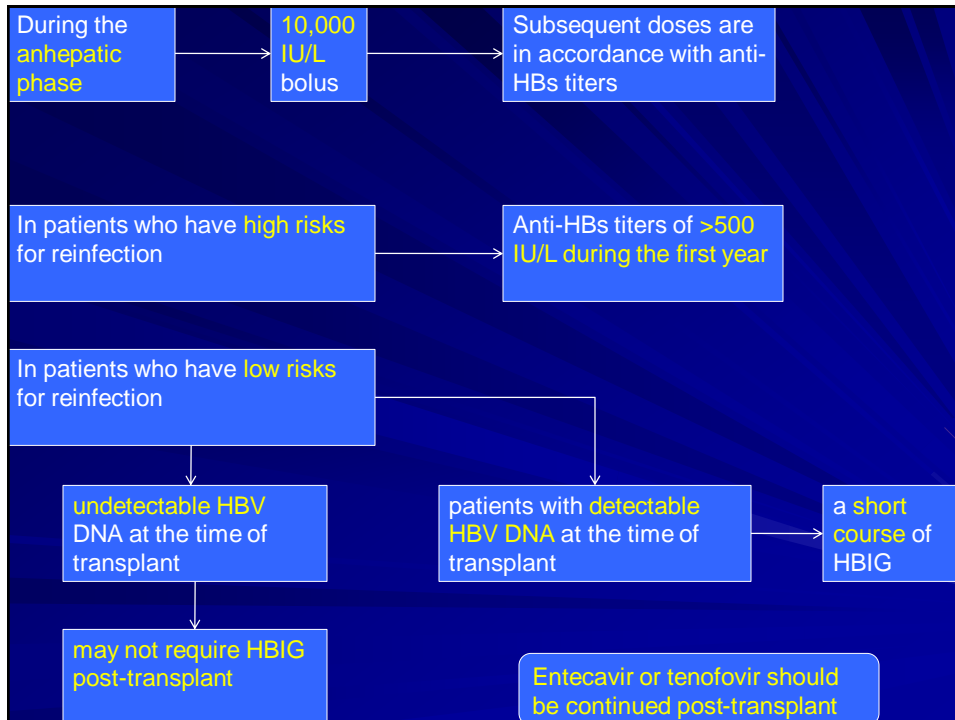 During the
anhepatic
phase
10,000
IU/L
bolus
Subsequent doses are
in accordance with anti-
HBs titers
In patients who have high risks
for reinfection
Anti-HBs titers of >500
IU/L during the first year
In patients who have low risks
for reinfection
undetectable HBV
DNA at the time of
transplant
patients with detectable
HBV DNA at the time of
transplant
a short
course of
HBIG
may not require HBIG
post-transplant
Entecavir or tenofovir should
be continued post-transplant